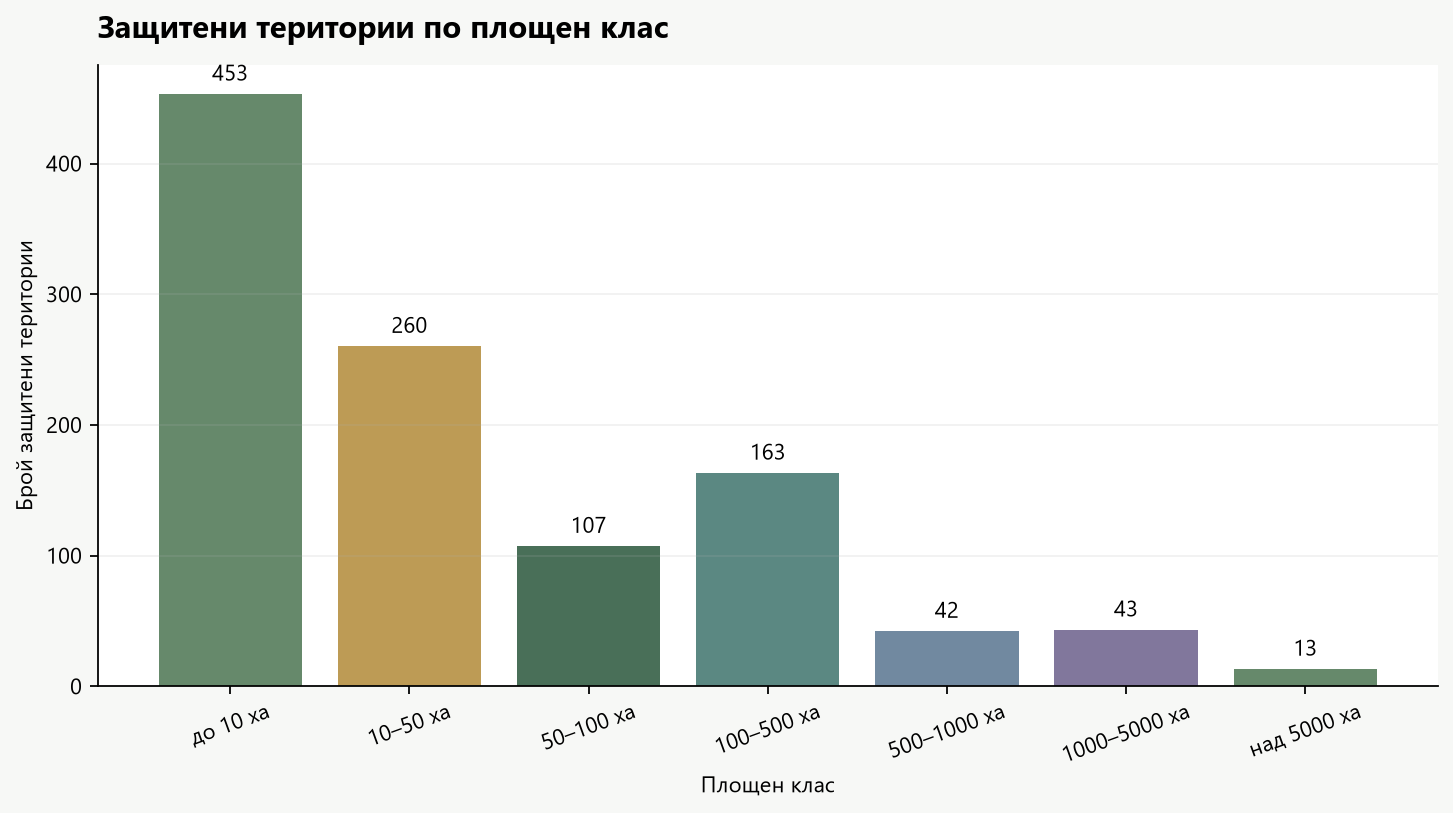 Защитени територии по площен клас
Брой защитени територии
400
300
200
100
0
453
260
107
163
42
43
13
до 10 ха
10–50 ха
50–100 ха
100–500 ха
500–1000 ха
1000–5000 ха
над 5000 ха
Площен клас